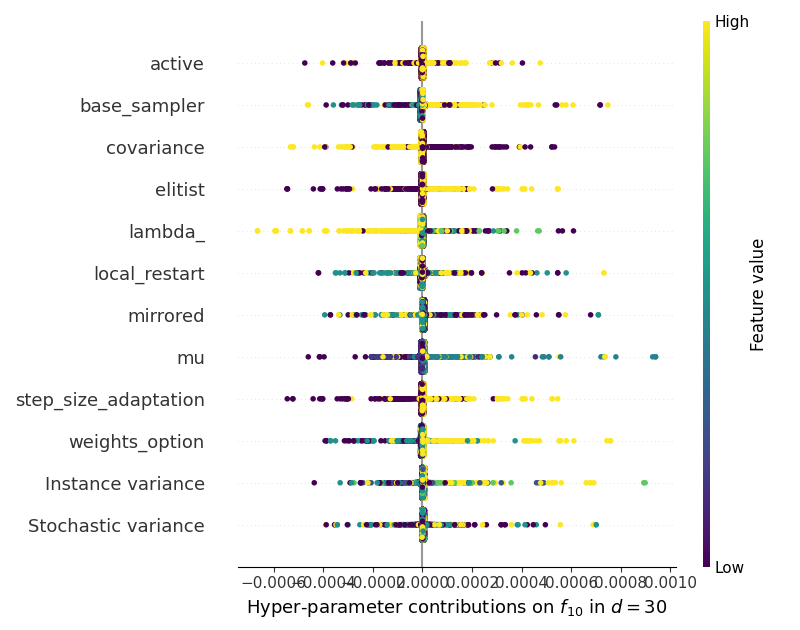 High
active
base_sampler
covariance
elitist
lambda_
local_restart
mirrored
mu
step_size_adaptation
weights_option
Instance variance
Stochastic variance
Feature value
Low
−0.0006 −0.0004 −0.0002 0.0000 0.0002 0.0004 0.0006 0.0008 0.0010
Hyper-parameter contributions on f10 in d = 30